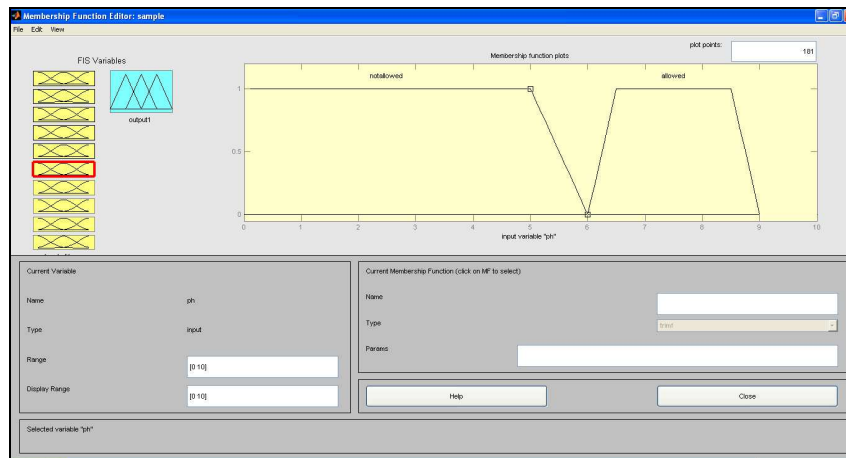 Membership Function Editor: sample
File Edit View
FIS Variables
output1
plot points:
181
Membership function plots
notallowed
allowed
1
0.5
0
0 1 2 3 4 5 6 7 8 9 10
input variable "ph"
Current Variable
Name ph
Type input
Range [0 10]
Display Range [0 10]
Current Membership Function (click on MF to select)
Name
Type trimf
Params
Help
Close
Selected variable "ph"